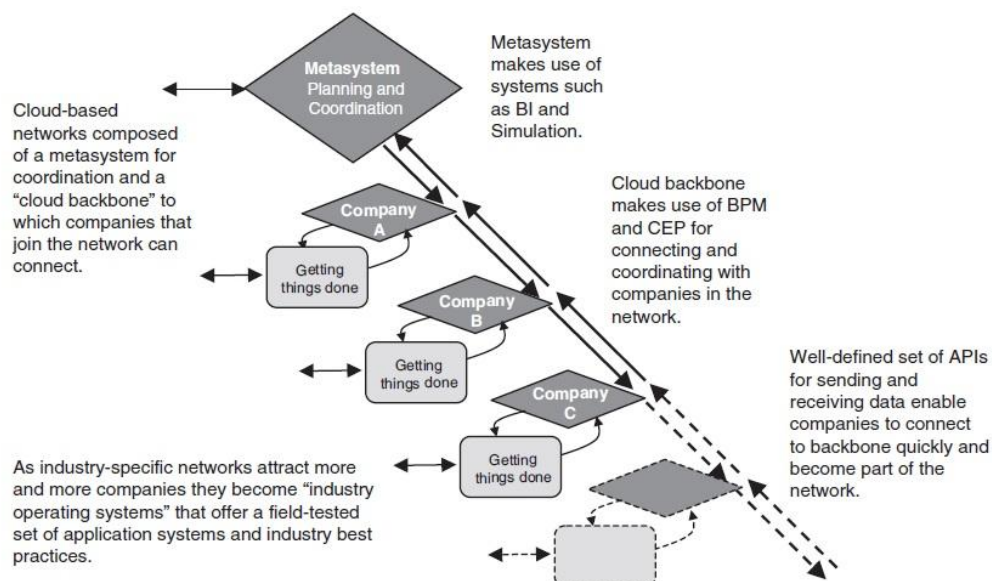 Metasystem
Planning and
Coordination
Metasystem
makes use of
systems such
as BI and
Simulation.
Cloud-based
networks composed
of a metasystem for
coordination and a
“cloud backbone” to
which companies that
join the network can
connect.
Company
A
Getting
things done
Cloud backbone
makes use of BPM
and CEP for
connecting and
coordinating with
companies in the
network.
Company
B
Getting
things done
Well-defined set of APIs
for sending and
receiving data enable
companies to connect
to backbone quickly and
become part of the
network.
Company
C
Getting
things done
As industry-specific networks attract more
and more companies they become “industry
operating systems” that offer a field-tested
set of application systems and industry best
practices.